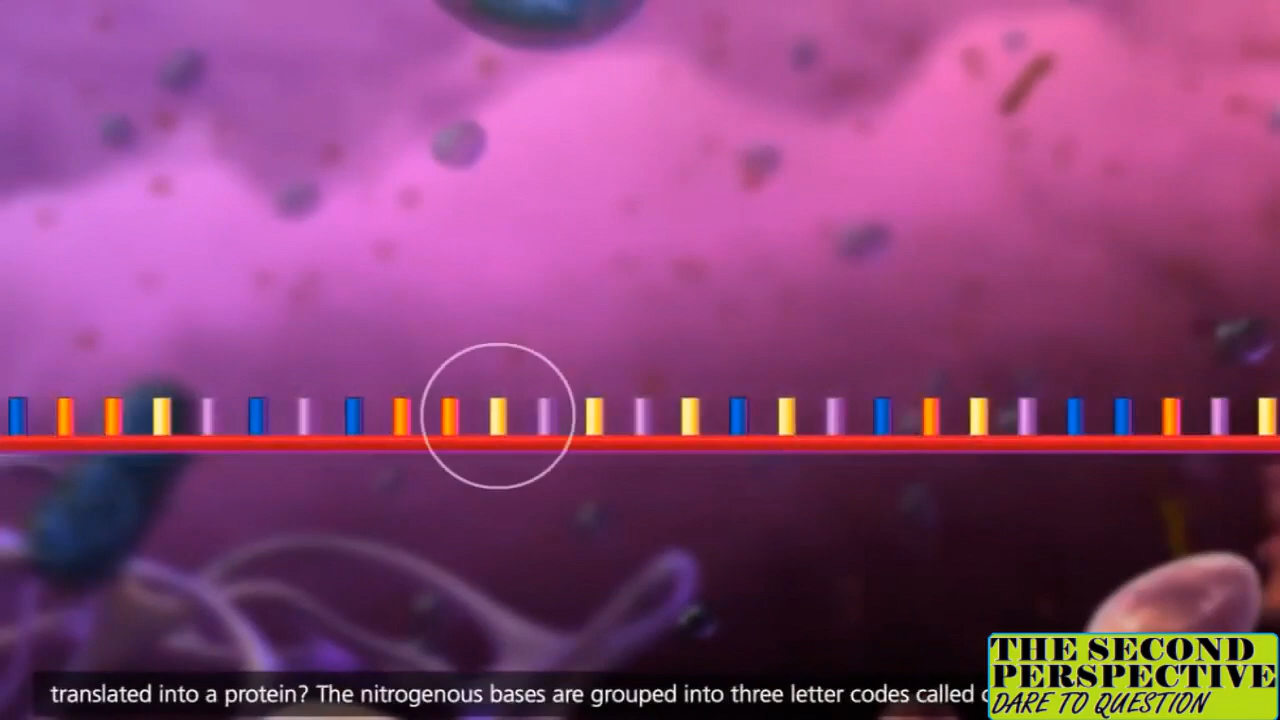 translated into a protein? The nitrogenous bases are grouped into three letter codes called
THE SECOND
PERSPECTIVE
DARE TO QUESTION